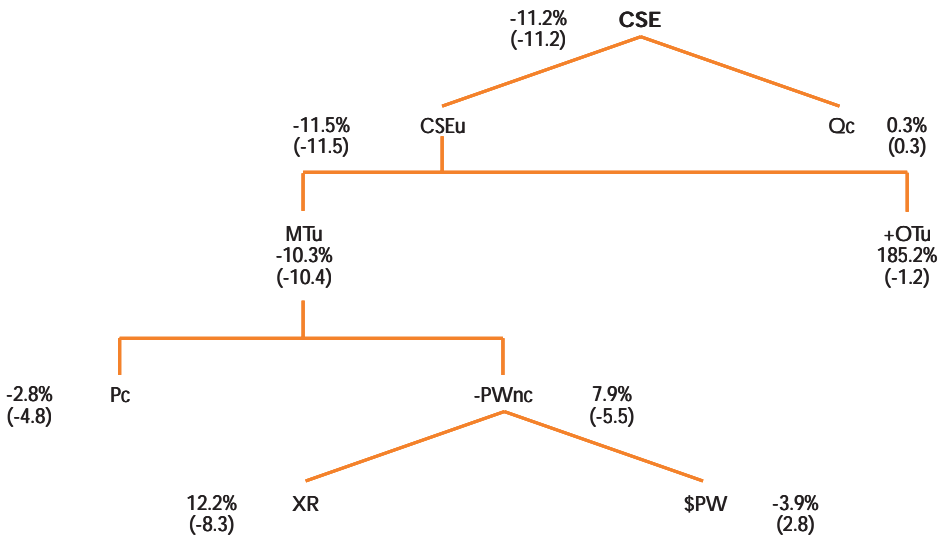 -11.2% CSE
(-11.2)
-11.5% CSEu Qc 0.3%
(-11.5) (0.3)
MTu +OTu
-10.3% 185.2%
(-10.4) (-1.2)
-2.8% Pc -PWnc 7.9%
(-4.8) (-5.5)
12.2% XR $PW -3.9%
(-8.3) (2.8)